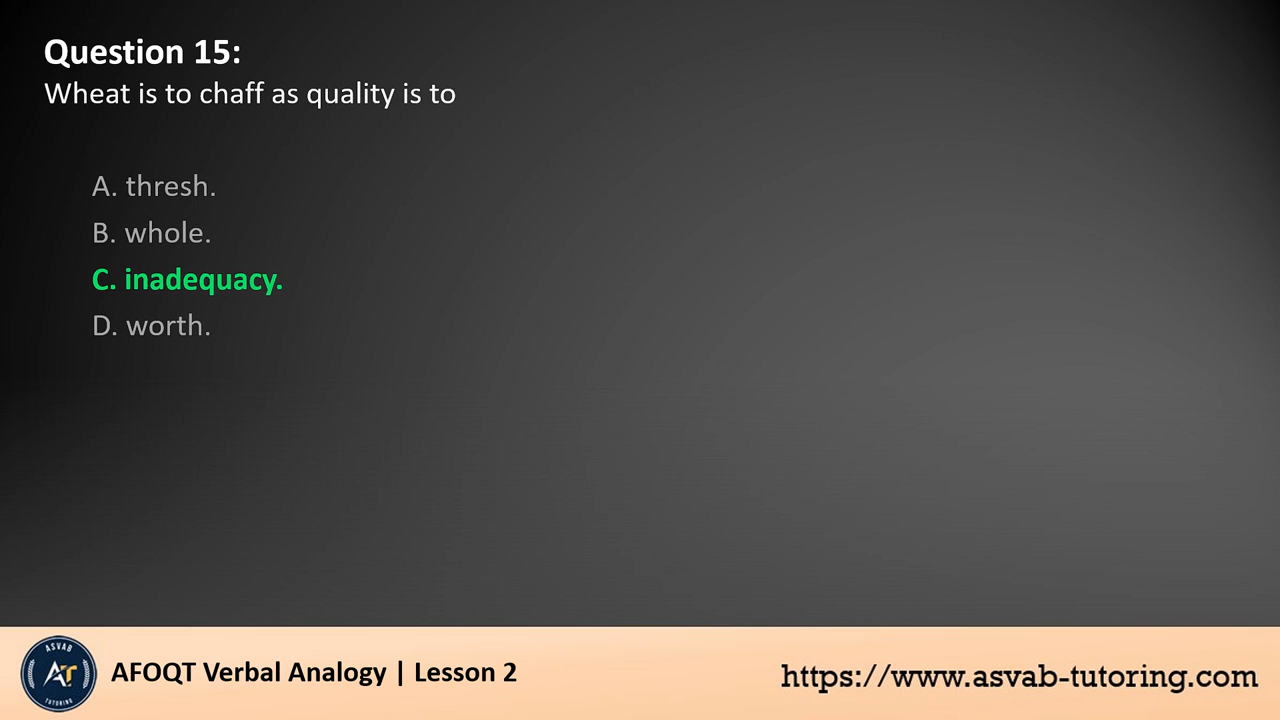 Question 15:
Wheat is to chaff as quality is to
A. thresh.
B. whole.
C. inadequacy.
D. worth.
ASVAB
AT
TUTORING
AFOQT Verbal Analogy | Lesson 2
https://www.asvab-tutoring.com